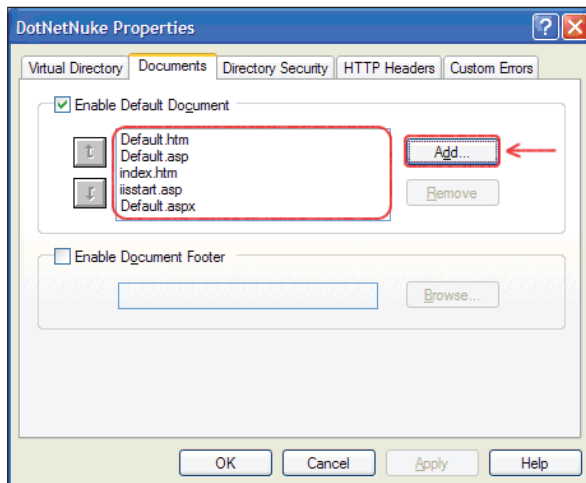 DotNetNuke Properties
Virtual Directory Documents Directory Security HTTP Headers Custom Errors
Enable Default Document
Default.htm
Default.asp
index.htm
iisstart.asp
Default.aspx
Add...
Remove
Enable Document Footer
Browse...
OK Cancel Apply Help